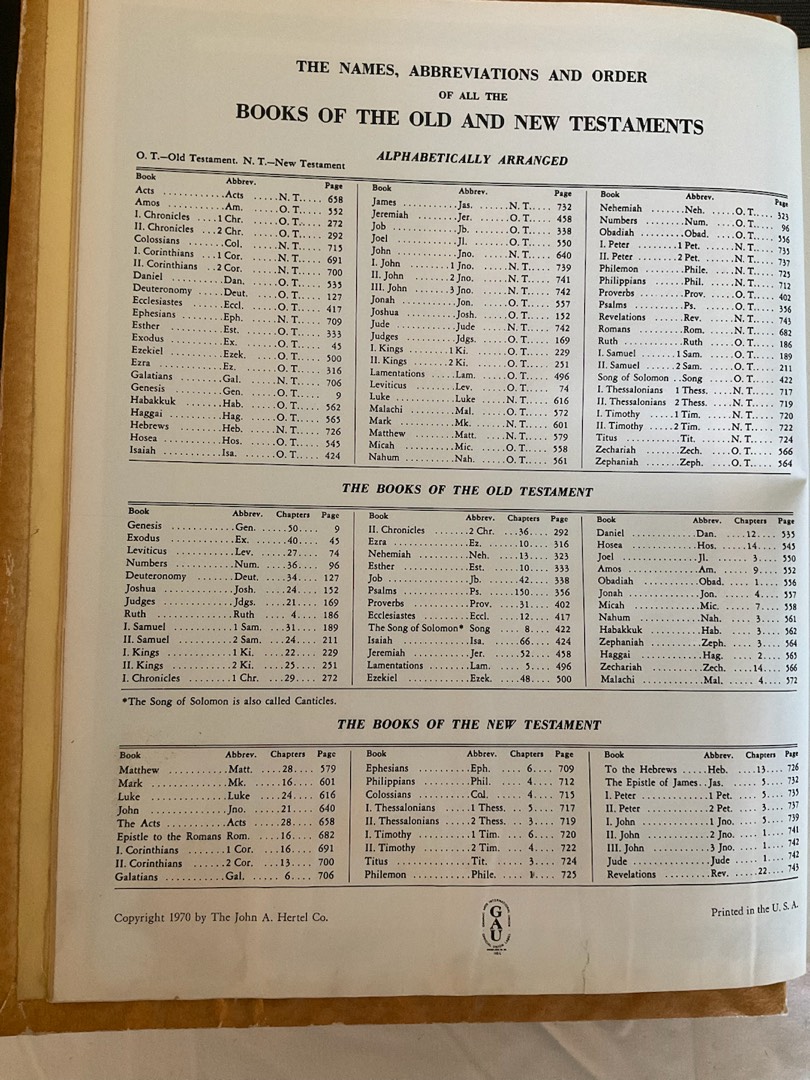 THE NAMES, ABBREVIATIONS AND ORDER
OF ALL THE
BOOKS OF THE OLD AND NEW TESTAMENTS
O. T.—Old Testament. N. T.—New Testament
ALPHABETICALLY ARRANGED
Book Abbrev. Page
Acts ...........Acts .....N. T..... 658
Amos ...........Am. .....O. T..... 552
I. Chronicles ....1 Chr. ....O. T..... 272
II. Chronicles ...2 Chr. ....O. T..... 292
Colossians .......Col. .....N. T..... 715
I. Corinthians ...1 Cor. ....N. T..... 691
II. Corinthians ..2 Cor. ....N. T..... 700
Daniel ...........Dan. .....O. T..... 535
Deuteronomy ......Deut. ....O. T..... 127
Ecclesiastes .....Eccl. ....O. T..... 417
Ephesians ........Eph. .....N. T..... 709
Esther ...........Est. .....O. T..... 333
Exodus ...........Ex. ......O. T..... 45
Ezekiel ..........Ezek. ....O. T..... 500
Ezra .............Ez. ......O. T..... 316
Galatians ........Gal. .....N. T..... 706
Genesis ..........Gen. .....O. T..... 9
Habakkuk .........Hab. .....O. T..... 562
Haggai ...........Hag. .....O. T..... 565
Hebrews ..........Heb. .....N. T..... 726
Hosea ............Hos. .....O. T..... 545
Isaiah ...........Isa. .....O. T..... 424
Book Abbrev. Page
James ..........Jas. ......N. T..... 732
Jeremiah .......Jer. ......O. T..... 458
Job ............Jb. .......O. T..... 338
Joel ...........Jl. .......O. T..... 550
John ...........Jno. ......N. T..... 640
I. John ........1 Jno. ....N. T..... 739
II. John .......2 Jno. ....N. T..... 741
III. John ......3 Jno. ....N. T..... 742
Jonah ..........Jon. ......O. T..... 557
Joshua .........Josh. .....O. T..... 152
Jude ...........Jude ......N. T..... 742
Judges .........Jdgs. .....O. T..... 169
I. Kings .......1 Ki. .....O. T..... 229
II. Kings ......2 Ki. .....O. T..... 251
Lamentations ...Lam. ......O. T..... 496
Leviticus ......Lev. ......O. T..... 74
Luke ...........Luke ......N. T..... 616
Malachi ........Mal. ......O. T..... 572
Mark ...........Mk. .......N. T..... 601
Matthew ........Matt. .....N. T..... 579
Micah ..........Mic. ......O. T..... 558
Nahum ..........Nah. ......O. T..... 561
Book Abbrev. Page
Nehemiah .......Neh. .....O. T..... 323
Numbers ........Num. .....O. T..... 96
Obadiah ........Obad. ....O. T..... 556
I. Peter .......1 Pet. ....N. T..... 735
II. Peter ......2 Pet. ....N. T..... 737
Philemon .......Phile. ...N. T..... 725
Philippians ....Phil. ....N. T..... 712
Proverbs .......Prov. ....O. T..... 402
Psalms .........Ps. ......O. T..... 356
Revelations ....Rev. .....N. T..... 743
Romans .........Rom. .....N. T..... 682
Ruth ...........Ruth .....O. T..... 186
I. Samuel ......1 Sam. ....O. T..... 189
II. Samuel .....2 Sam. ....O. T..... 211
Song of Solomon ..Song ....O. T..... 422
I. Thessalonians 1 Thess. ..N. T..... 717
II. Thessalonians 2 Thess. .N. T..... 719
I. Timothy .....1 Tim. ....N. T..... 720
II. Timothy ....2 Tim. ....N. T..... 722
Titus ..........Tit. .....N. T..... 724
Zechariah ......Zech. ....O. T..... 566
Zephaniah ......Zeph. ....O. T..... 564
THE BOOKS OF THE OLD TESTAMENT
Book Abbrev. Chapters Page
Genesis ...........Gen. .....50.... 9
Exodus ............Ex. ......40.... 45
Leviticus .........Lev. .....27.... 74
Numbers ...........Num. .....36.... 96
Deuteronomy .......Deut. ....34.... 127
Joshua ............Josh. ....24.... 152
Judges ............Jdgs. ....21.... 169
Ruth ..............Ruth ..... 4.... 186
I. Samuel .........1 Sam. ...31.... 189
II. Samuel ........2 Sam. ...24.... 211
I. Kings ..........1 Ki. ....22.... 229
II. Kings .........2 Ki. ....25.... 251
I. Chronicles .....1 Chr. ...29.... 272
Book Abbrev. Chapters Page
II. Chronicles ....2 Chr. ...36.... 292
Ezra ..............Ez. ......10.... 316
Nehemiah ..........Neh. .....13.... 323
Esther ............Est. .....10.... 333
Job ...............Jb. ......42.... 338
Psalms ............Ps. .....150.... 356
Proverbs ..........Prov. ....31.... 402
Ecclesiastes ......Eccl. ....12.... 417
The Song of Solomon* Song .... 8.... 422
Isaiah ............Isa. .....66.... 424
Jeremiah ..........Jer. .....52.... 458
Lamentations ......Lam. ..... 5.... 496
Ezekiel ...........Ezek. ....48.... 500
Book Abbrev. Chapters Page
Daniel ............Dan. .....12.... 535
Hosea .............Hos. .....14.... 545
Joel ..............Jl. ...... 3.... 550
Amos ..............Am. ...... 9.... 552
Obadiah ...........Obad. .... 1.... 556
Jonah .............Jon. ..... 4.... 557
Micah .............Mic. ..... 7.... 558
Nahum .............Nah. ..... 3.... 561
Habakkuk ..........Hab. ..... 3.... 562
Zephaniah .........Zeph. .... 3.... 564
Haggai ............Hag. ..... 2.... 565
Zechariah .........Zech. ....14.... 566
Malachi ...........Mal. ..... 4.... 572
*The Song of Solomon is also called Canticles.
THE BOOKS OF THE NEW TESTAMENT
Book Abbrev. Chapters Page
Matthew ..........Matt. ....28.... 579
Mark .............Mk. ......16.... 601
Luke .............Luke .....24.... 616
John .............Jno. .....21.... 640
The Acts .........Acts .....28.... 658
Epistle to the Romans Rom. ....16.... 682
I. Corinthians ...1 Cor. ...16.... 691
II. Corinthians ..2 Cor. ...13.... 700
Galatians ........Gal. ..... 6.... 706
Book Abbrev. Chapters Page
Ephesians ........Eph. ..... 6.... 709
Philippians ......Phil. .... 4.... 712
Colossians .......Col. ..... 4.... 715
I. Thessalonians ..1 Thess. . 5.... 717
II. Thessalonians .2 Thess. . 3.... 719
I. Timothy .......1 Tim. ... 6.... 720
II. Timothy ......2 Tim. ... 4.... 722
Titus ............Tit. ..... 3.... 724
Philemon .........Phile. ... 1.... 725
Book Abbrev. Chapters Page
To the Hebrews .....Heb. ....13.... 726
The Epistle of James..Jas. ..... 5.... 732
I. Peter ..........1 Pet. ... 5.... 735
II. Peter .........2 Pet. ... 3.... 737
I. John ...........1 Jno. ... 5.... 739
II. John ..........2 Jno. ... 1.... 741
III. John .........3 Jno. ... 1.... 742
Jude ..............Jude ..... 1.... 742
Revelations .......Rev. .....22.... 743
Copyright 1970 by The John A. Hertel Co.
GAU
Printed in the U. S. A.